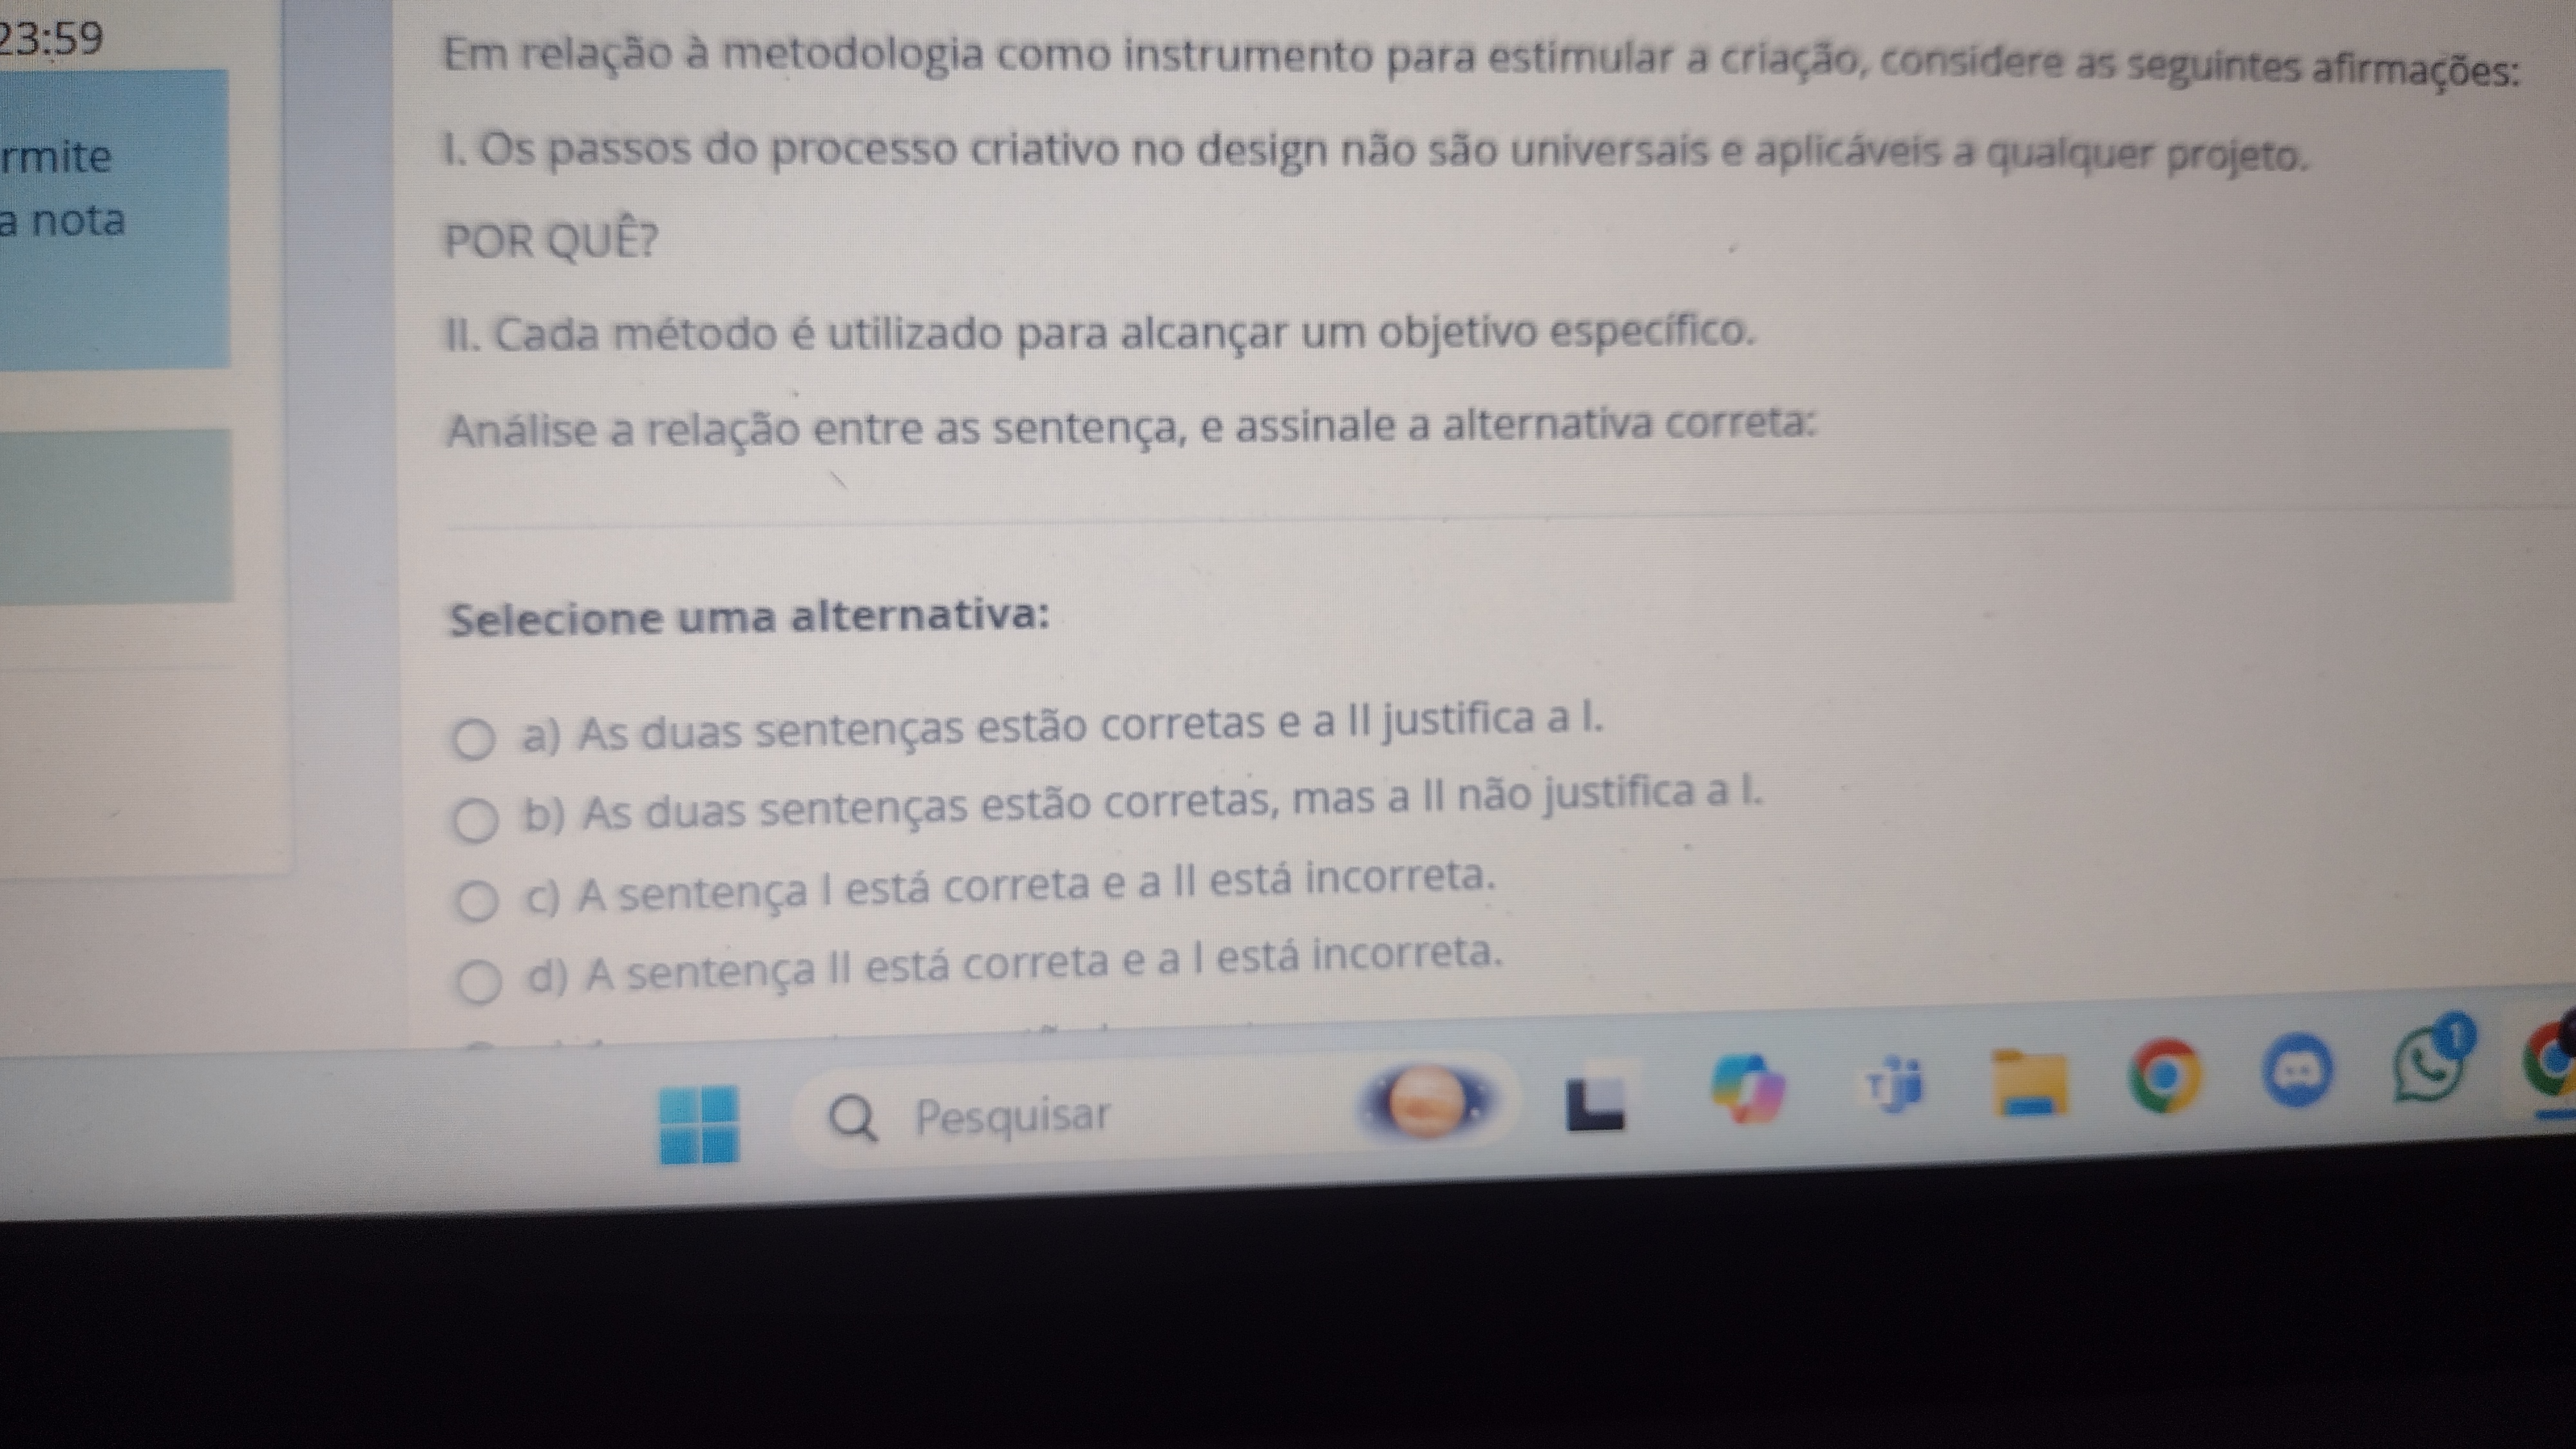 23:59
rmite
a nota
Em relação à metodologia como instrumento para estimular a criação, considere as seguintes afirmações:
I. Os passos do processo criativo no design não são universais e aplicáveis a qualquer projeto.
POR QUÊ?
II. Cada método é utilizado para alcançar um objetivo específico.
Análise a relação entre as sentença, e assinale a alternativa correta:
Selecione uma alternativa:
a) As duas sentenças estão corretas e a II justifica a I.
b) As duas sentenças estão corretas, mas a II não justifica a I.
c) A sentença I está correta e a II está incorreta.
d) A sentença II está correta e a I está incorreta.
Pesquisar
1